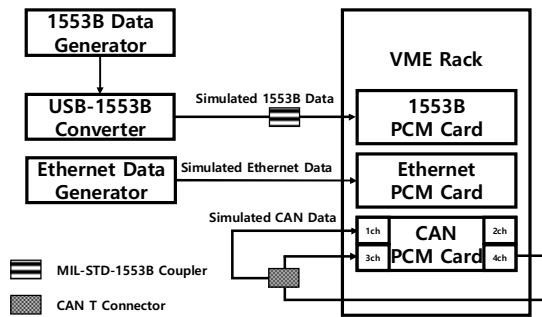 1553B Data
Generator
VME Rack
USB-1553B
Converter
Simulated 1553B Data
1553B
PCM Card
Ethernet Data
Generator
Simulated Ethernet Data
Ethernet
PCM Card
Simulated CAN Data
1ch
2ch
CAN
PCM Card
3ch
4ch
MIL-STD-1553B Coupler
CAN T Connector